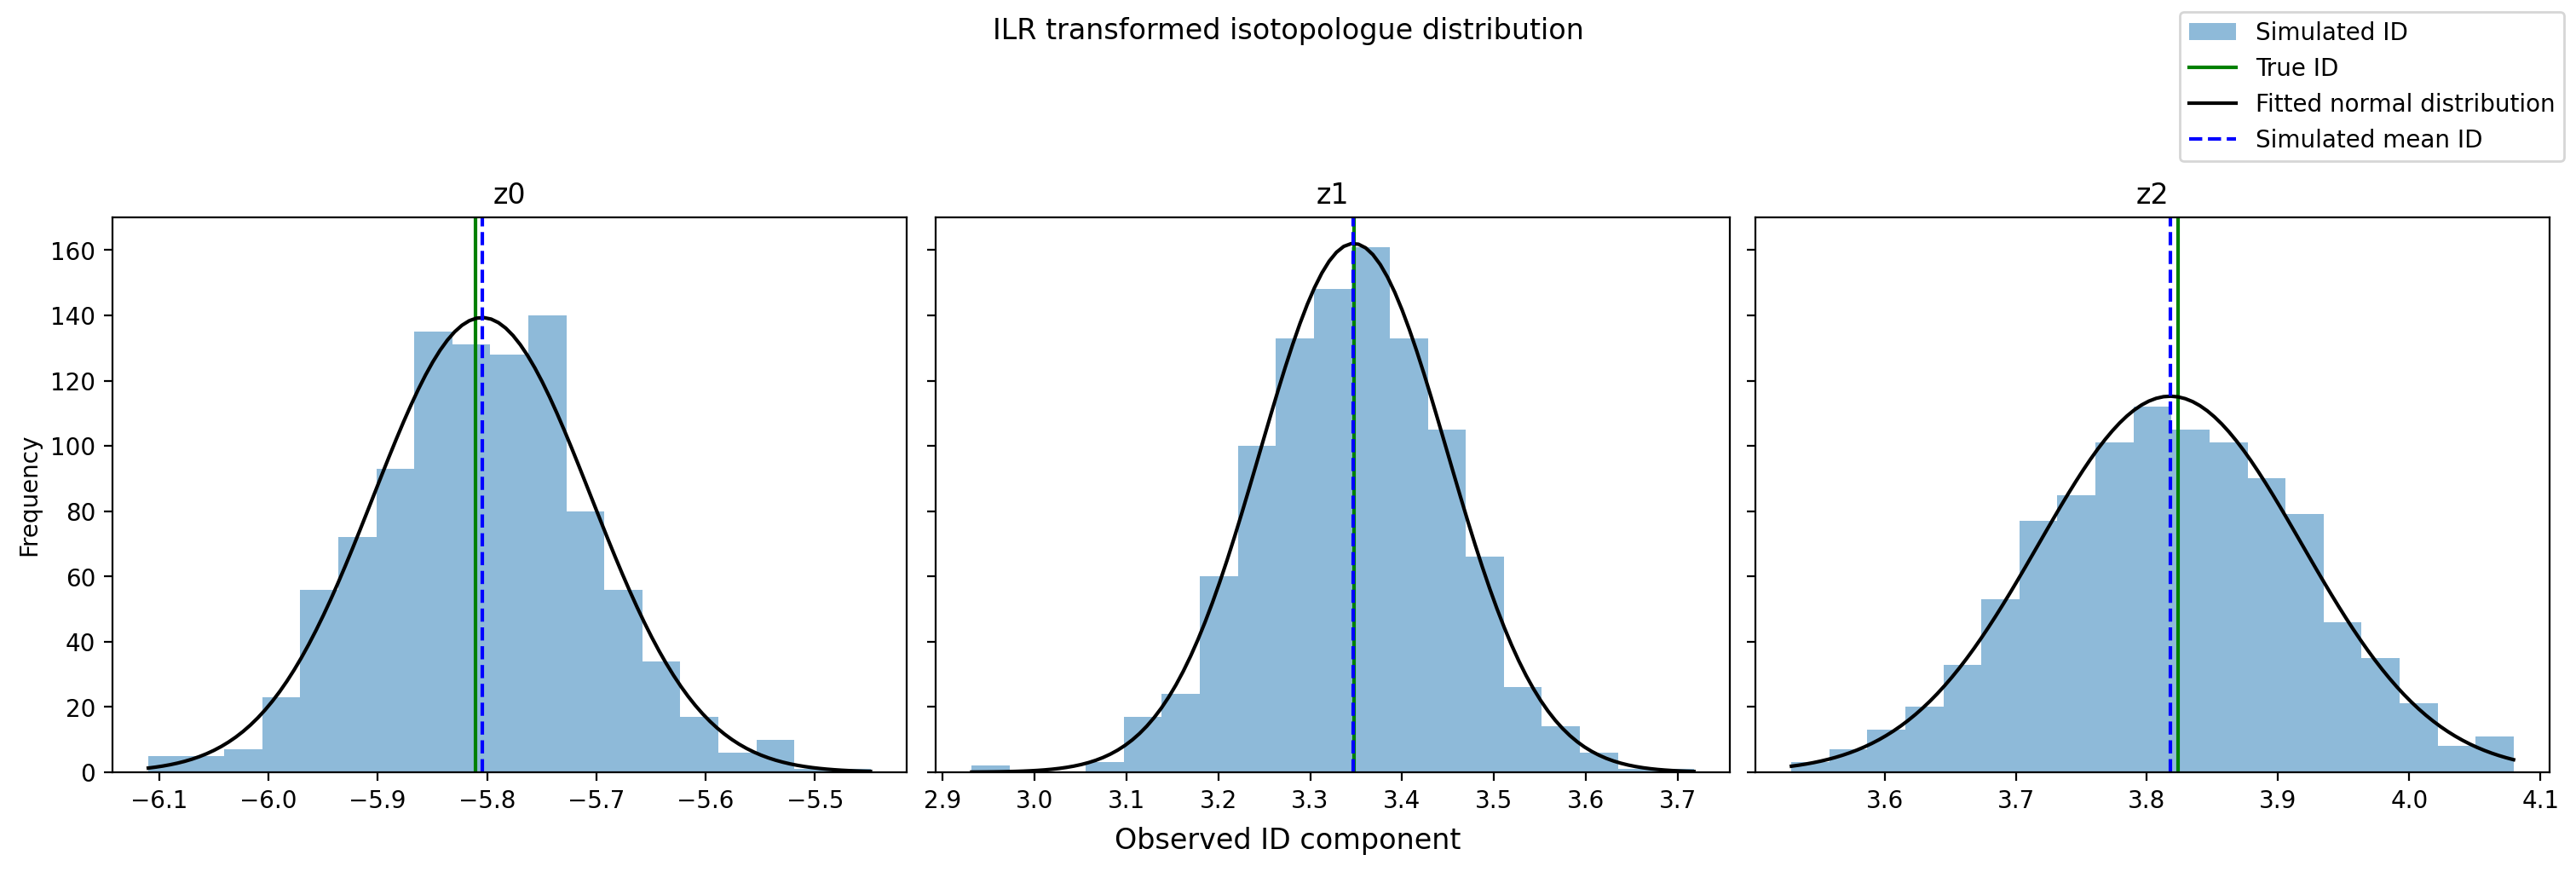 ILR transformed isotopologue distribution
Simulated ID
True ID
Fitted normal distribution
Simulated mean ID
z0
z1
z2
Frequency
160
140
120
100
80
60
40
20
0
−6.1 −6.0 −5.9 −5.8 −5.7 −5.6 −5.5
2.9 3.0 3.1 3.2 3.3 3.4 3.5 3.6 3.7
3.6 3.7 3.8 3.9 4.0 4.1
Observed ID component